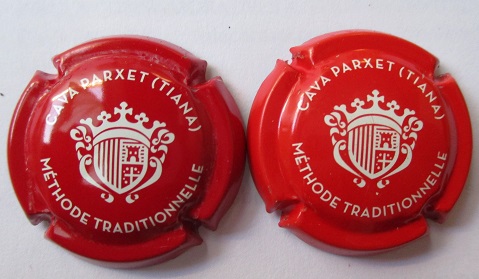 CAVA PARXET (TIANA)
MÉTHODE TRADITIONNELLE
CAVA PARXET (TIANA)
MÉTHODE TRADITIONNELLE